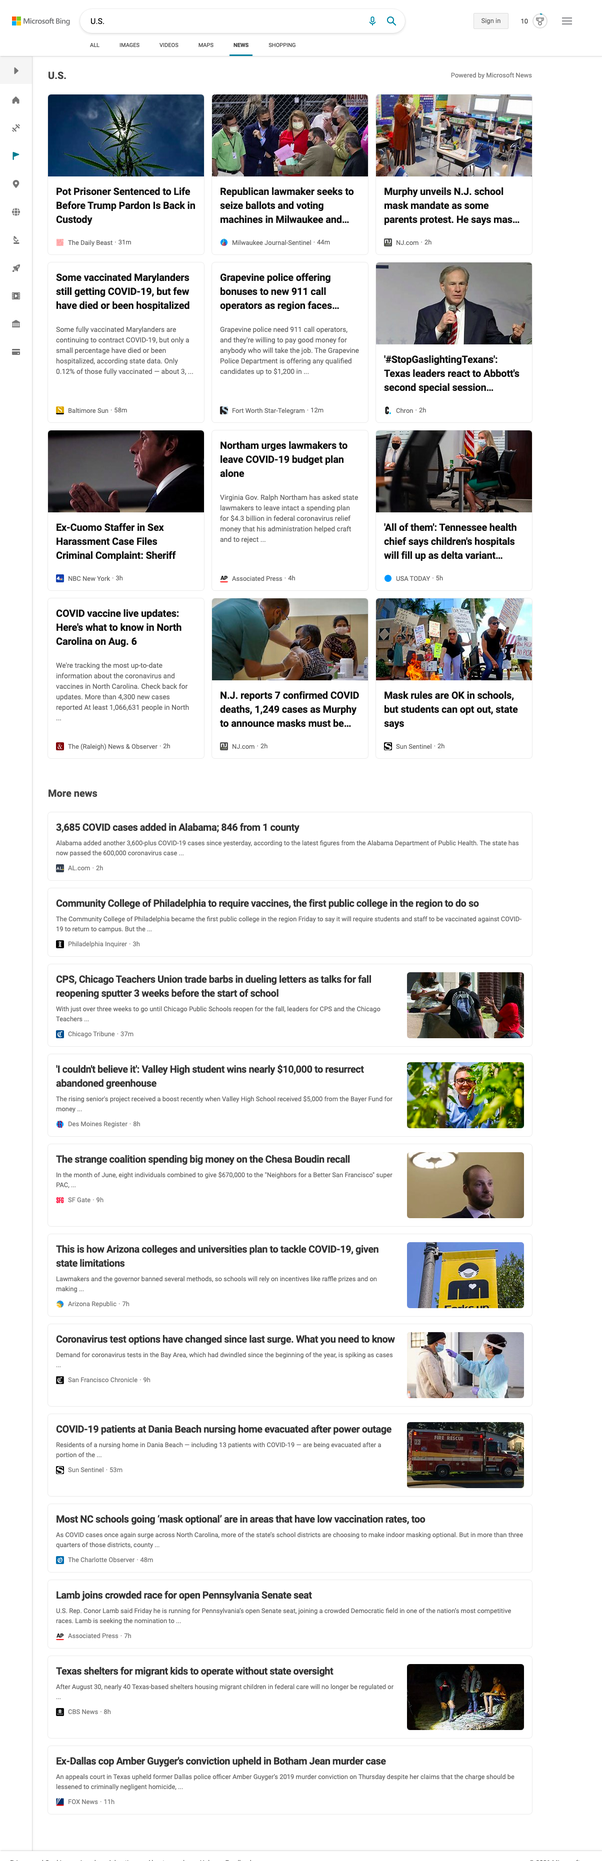 Microsoft Bing
U.S.
Sign in
10
ALL
IMAGES
VIDEOS
MAPS
NEWS
SHOPPING
U.S.
Powered by Microsoft News
Pot Prisoner Sentenced to Life
Before Trump Pardon Is Back in
Custody
The Daily Beast · 31m
Republican lawmaker seeks to
seize ballots and voting
machines in Milwaukee and...
Milwaukee Journal-Sentinel · 44m
Murphy unveils N.J. school
mask mandate as some
parents protest. He says mas...
NJ.com · 2h
Some vaccinated Marylanders
still getting COVID-19, but few
have died or been hospitalized
Some fully vaccinated Marylanders are
continuing to contract COVID-19, but only a
small percentage have died or been
hospitalized, according state data. Only
0.12% of those fully vaccinated — about 3, ...
Baltimore Sun · 58m
Grapevine police offering
bonuses to new 911 call
operators as region faces...
Grapevine police need 911 call operators,
and they're willing to pay good money for
anybody who will take the job. The Grapevine
Police Department is offering any qualified
candidates up to $1,200 in ...
Fort Worth Star-Telegram · 12m
'#StopGaslightingTexans':
Texas leaders react to Abbott's
second special session...
Chron · 2h
Ex-Cuomo Staffer in Sex
Harassment Case Files
Criminal Complaint: Sheriff
NBC New York · 3h
Northam urges lawmakers to
leave COVID-19 budget plan
alone
Virginia Gov. Ralph Northam has asked state
lawmakers to leave intact a spending plan
for $4.3 billion in federal coronavirus relief
money that his administration helped craft
and to reject ...
AP Associated Press · 4h
'All of them': Tennessee health
chief says children's hospitals
will fill up as delta variant...
USA TODAY · 5h
COVID vaccine live updates:
Here's what to know in North
Carolina on Aug. 6
We're tracking the most up-to-date
information about the coronavirus and
vaccines in North Carolina. Check back for
updates. More than 4,300 new cases
reported At least 1,066,631 people in North
...
The (Raleigh) News & Observer · 2h
N.J. reports 7 confirmed COVID
deaths, 1,249 cases as Murphy
to announce masks must be...
NJ.com · 2h
Mask rules are OK in schools,
but students can opt out, state
says
Sun Sentinel · 2h
More news
3,685 COVID cases added in Alabama; 846 from 1 county
Alabama added another 3,600-plus COVID-19 cases since yesterday, according to the latest figures from the Alabama Department of Public Health. The state has
now passed the 600,000 coronavirus case ...
AL.com · 2h
Community College of Philadelphia to require vaccines, the first public college in the region to do so
The Community College of Philadelphia became the first public college in the region Friday to say it will require students and staff to be vaccinated against COVID-
19 to return to campus. But the ...
Philadelphia Inquirer · 3h
CPS, Chicago Teachers Union trade barbs in dueling letters as talks for fall
reopening sputter 3 weeks before the start of school
With just over three weeks to go until Chicago Public Schools reopen for the fall, leaders for CPS and the Chicago
Teachers ...
Chicago Tribune · 37m
'I couldn't believe it': Valley High student wins nearly $10,000 to resurrect
abandoned greenhouse
The rising senior's project received a boost recently when Valley High School received $5,000 from the Bayer Fund for
money ...
Des Moines Register · 8h
The strange coalition spending big money on the Chesa Boudin recall
In the month of June, eight individuals combined to give $670,000 to the "Neighbors for a Better San Francisco" super
PAC, ...
SF Gate · 9h
This is how Arizona colleges and universities plan to tackle COVID-19, given
state limitations
Lawmakers and the governor banned several methods, so schools will rely on incentives like raffle prizes and on
making ...
Arizona Republic · 7h
Coronavirus test options have changed since last surge. What you need to know
Demand for coronavirus tests in the Bay Area, which had dwindled since the beginning of the year, is spiking as cases
...
San Francisco Chronicle · 9h
COVID-19 patients at Dania Beach nursing home evacuated after power outage
Residents of a nursing home in Dania Beach — including 13 patients with COVID-19 — are being evacuated after a
portion of the ...
Sun Sentinel · 53m
FIRE RESCUE
Most NC schools going 'mask optional' are in areas that have low vaccination rates, too
As COVID cases once again surge across North Carolina, more of the state's school districts are choosing to make indoor masking optional. But in more than three
quarters of those districts, county ...
The Charlotte Observer · 48m
Lamb joins crowded race for open Pennsylvania Senate seat
U.S. Rep. Conor Lamb said Friday he is running for Pennsylvania's open Senate seat, joining a crowded Democratic field in one of the nation's most competitive
races. Lamb is seeking the nomination to ...
AP Associated Press · 7h
Texas shelters for migrant kids to operate without state oversight
After August 30, nearly 40 Texas-based shelters housing migrant children in federal care will no longer be regulated or
...
CBS News · 8h
Ex-Dallas cop Amber Guyger's conviction upheld in Botham Jean murder case
An appeals court in Texas upheld former Dallas police officer Amber Guyger's 2019 murder conviction on Thursday despite her claims that the charge should be
lessened to criminally negligent homicide, ...
FOX News · 11h